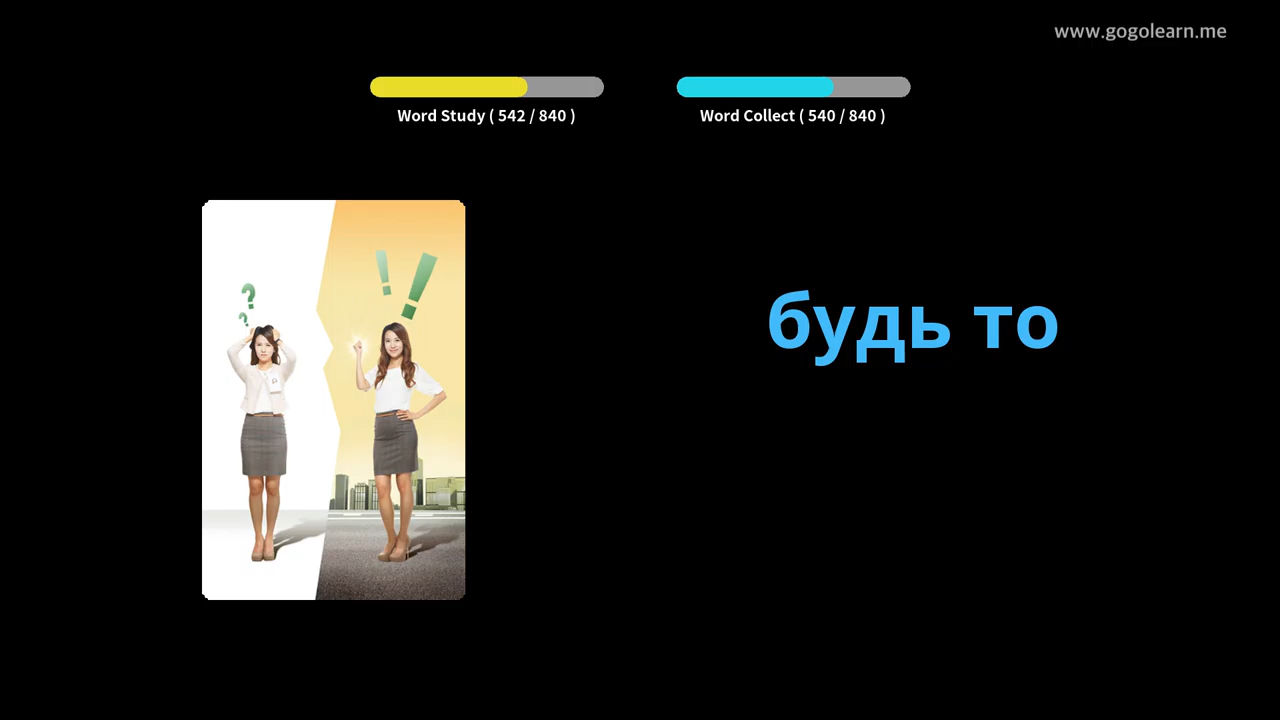 www.gogolearn.me
Word Study ( 542 / 840 )
Word Collect ( 540 / 840 )
? ?
! !
будь то